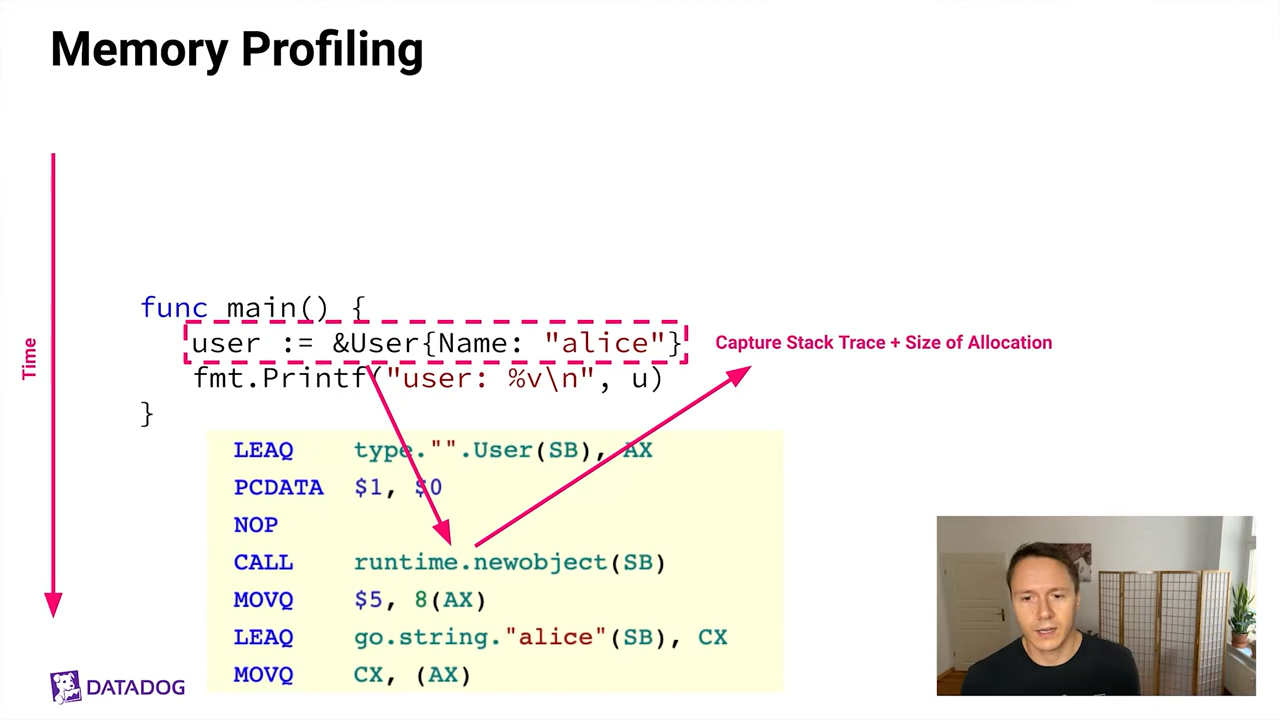 Memory Profiling
Time
func main() {
user := &User{Name: "alice"}
Capture Stack Trace + Size of Allocation
fmt.Printf("user: %v\n", u)
}
LEAQ type."".User(SB), AX
PCDATA $1, $0
NOP
CALL runtime.newobject(SB)
MOVQ $5, 8(AX)
LEAQ go.string."alice"(SB), CX
MOVQ CX, (AX)
DATADOG